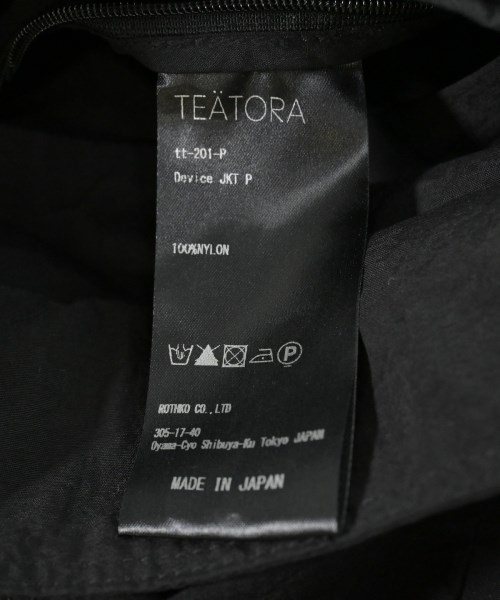 TEÄTORA
tt-201-P
Device JKT P
100%NYLON
P
ROTHKO CO.,LTD
305-17-40
Oyama-Cyo Shibuya-Ku Tokyo JAPAN
MADE IN JAPAN